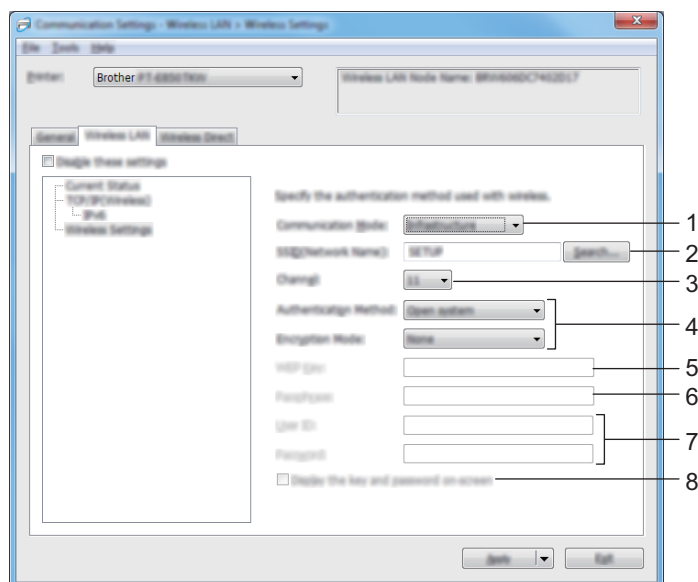 Communication Settings - Wireless LAN > Wireless Settings
File Tools Help
Printer: Brother
Wireless LAN Node Name:
General Wireless LAN Wireless Direct
Disable these settings
Current Status
TCP/IP(Wireless)
IPv6
Wireless Settings
Specify the authentication method used with wireless.
Communication Mode: Infrastructure 1
SSID(Network Name): SETUP Search... 2
Channel: 11 3
Authentication Method: Open system
4
Encryption Mode: None
WEP Key: 5
Passphrase: 6
User ID:
7
Password:
Display the key and password on-screen 8
Apply Exit